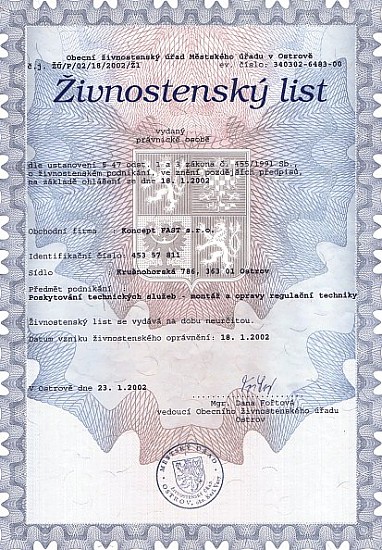 Obecní živnostenský úřad Městského úřadu v Ostrově
č.j. ŽÚ/P/02/18/2002/Ži ev. číslo: 340302-6483-00
Živnostenský list
vydaný
právnické osobě
dle ustanovení § 47 odst. 1 a 3 zákona č. 455/1991 Sb.,
o živnostenském podnikání, ve znění pozdějších předpisů,
na základě ohlášení ze dne 18.1.2002
Obchodní firma : Koncept FAST s.r.o.
Identifikační číslo: 453 57 811
Sídlo Krušnohorská 786, 363 01 Ostrov
Předmět podnikání
Poskytování technických služeb - montáž a opravy regulační techniky
Živnostenský list se vydává na dobu neurčitou.
Datum vzniku živnostenského oprávnění: 18.1.2002
V Ostrově dne 23.1.2002
Mgr. Dana Fořtová
vedoucí Obecního živnostenského úřadu
Ostrov
MĚSTSKÝ ÚŘAD
OSTROV